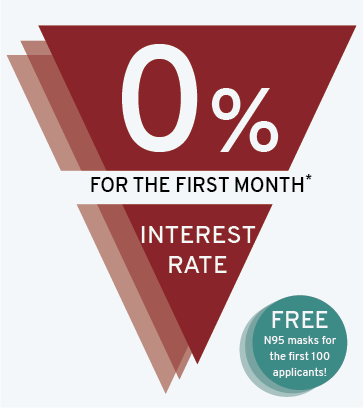 0%
FOR THE FIRST MONTH*
INTEREST
RATE
FREE
N95 masks for
the first 100
applicants!